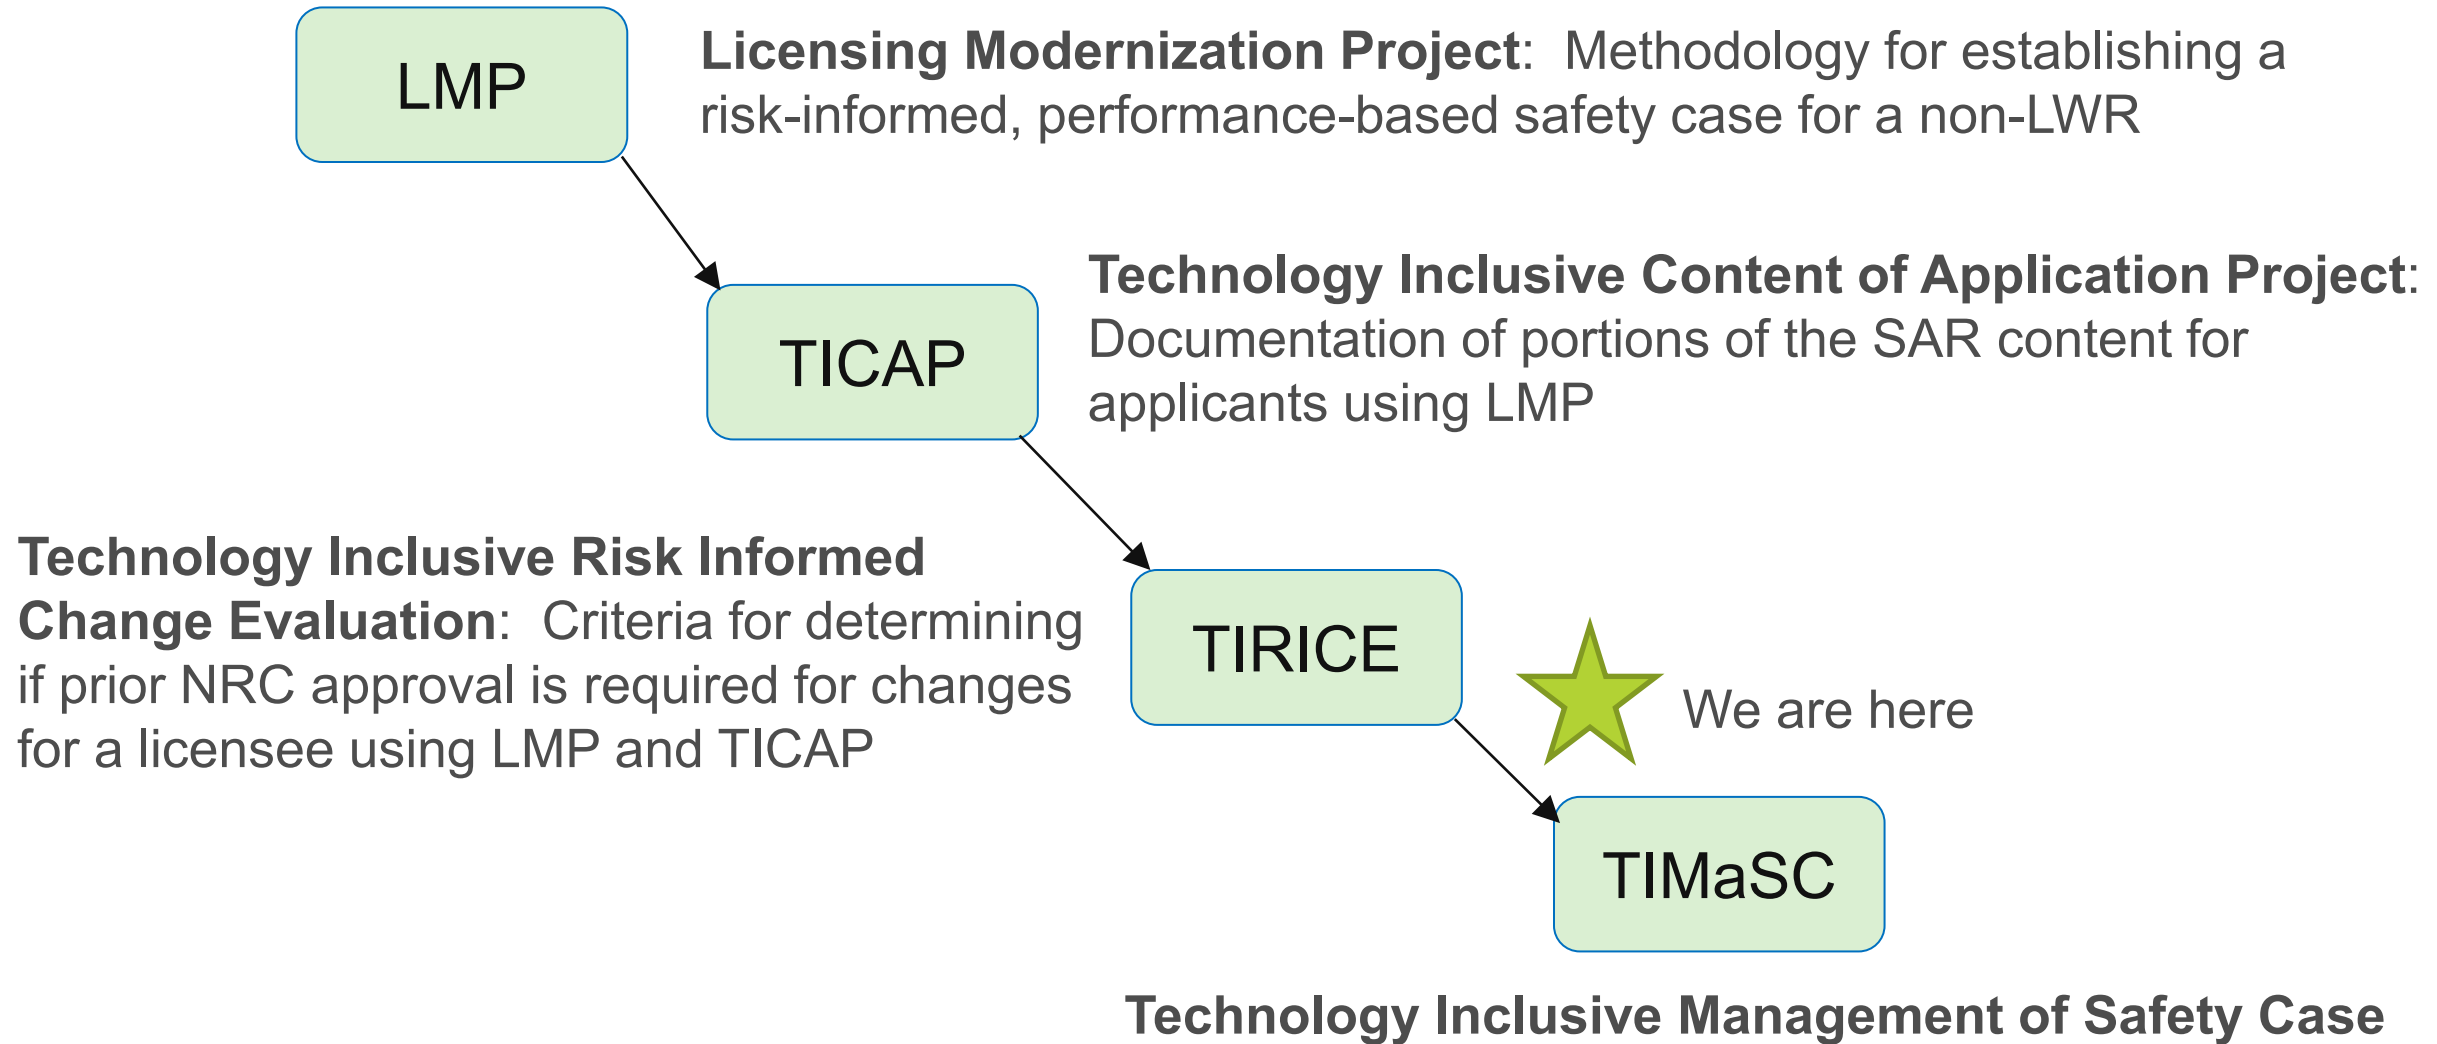 LMP
Licensing Modernization Project:  Methodology for establishing a
risk-informed, performance-based safety case for a non-LWR
TICAP
Technology Inclusive Content of Application Project:
Documentation of portions of the SAR content for
applicants using LMP
Technology Inclusive Risk Informed
Change Evaluation:  Criteria for determining
if prior NRC approval is required for changes
for a licensee using LMP and TICAP
TIRICE
We are here
TIMaSC
Technology Inclusive Management of Safety Case